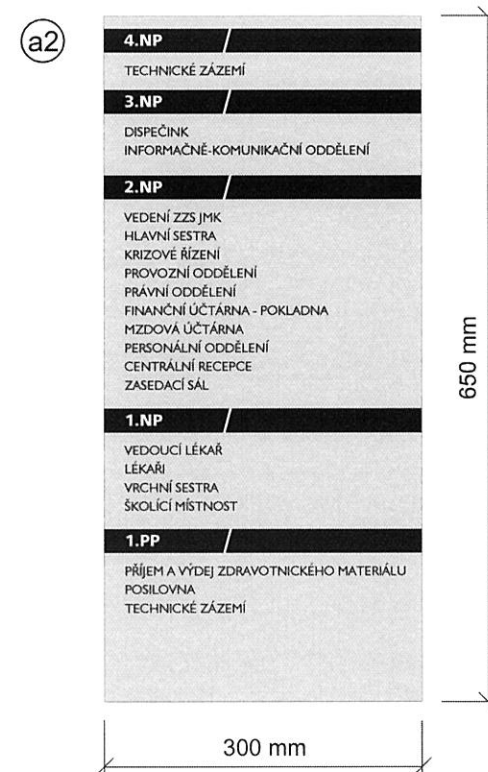 a2
4.NP /
TECHNICKÉ ZÁZEMÍ
3.NP /
DISPEČINK
INFORMAČNĚ-KOMUNIKAČNÍ ODDĚLENÍ
2.NP /
VEDENÍ ZZS JMK
HLAVNÍ SESTRA
KRIZOVÉ ŘÍZENÍ
PROVOZNÍ ODDĚLENÍ
PRÁVNÍ ODDĚLENÍ
FINANČNÍ ÚČTÁRNA - POKLADNA
MZDOVÁ ÚČTÁRNA
PERSONÁLNÍ ODDĚLENÍ
CENTRÁLNÍ RECEPCE
ZASEDACÍ SÁL
1.NP /
VEDOUCÍ LÉKAŘ
LÉKAŘI
VRCHNÍ SESTRA
ŠKOLÍCÍ MÍSTNOST
1.PP /
PŘÍJEM A VÝDEJ ZDRAVOTNICKÉHO MATERIÁLU
POSILOVNA
TECHNICKÉ ZÁZEMÍ
650 mm
300 mm